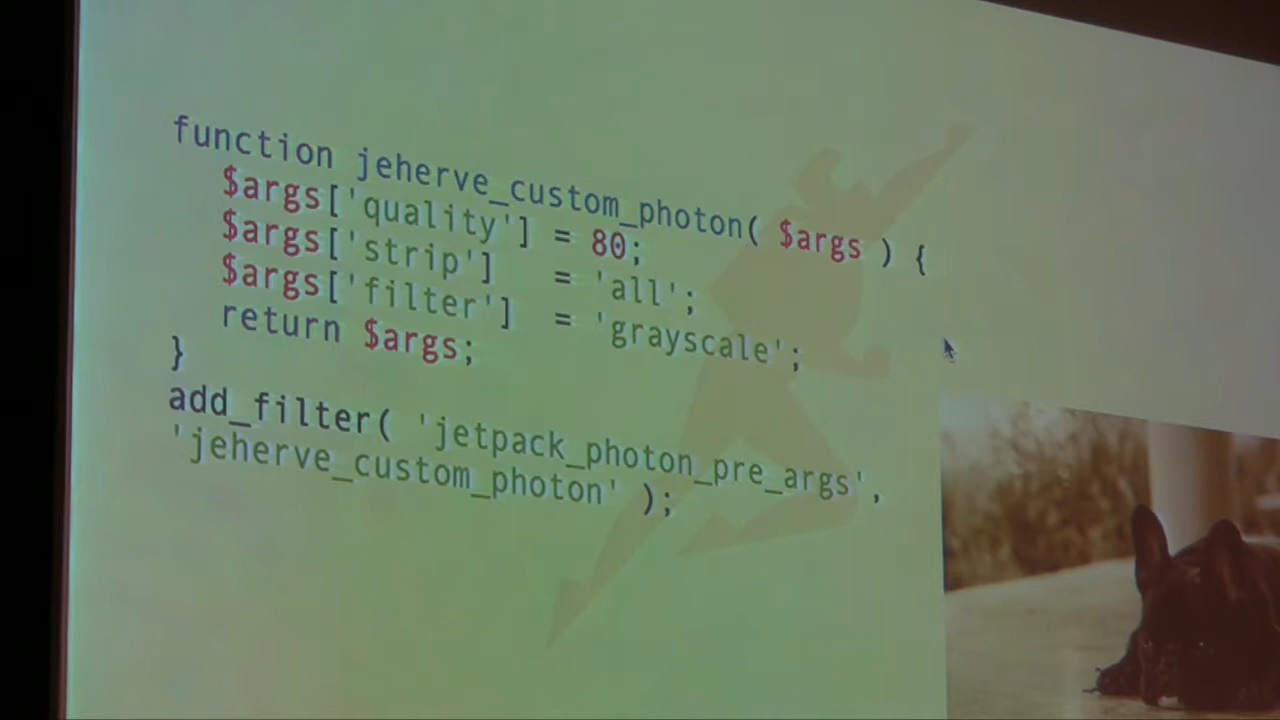 function jeherve_custom_photon( $args ) {
$args['quality'] = 80;
$args['strip']   = 'all';
$args['filter']  = 'grayscale';
return $args;
}
add_filter( 'jetpack_photon_pre_args',
'jeherve_custom_photon' );